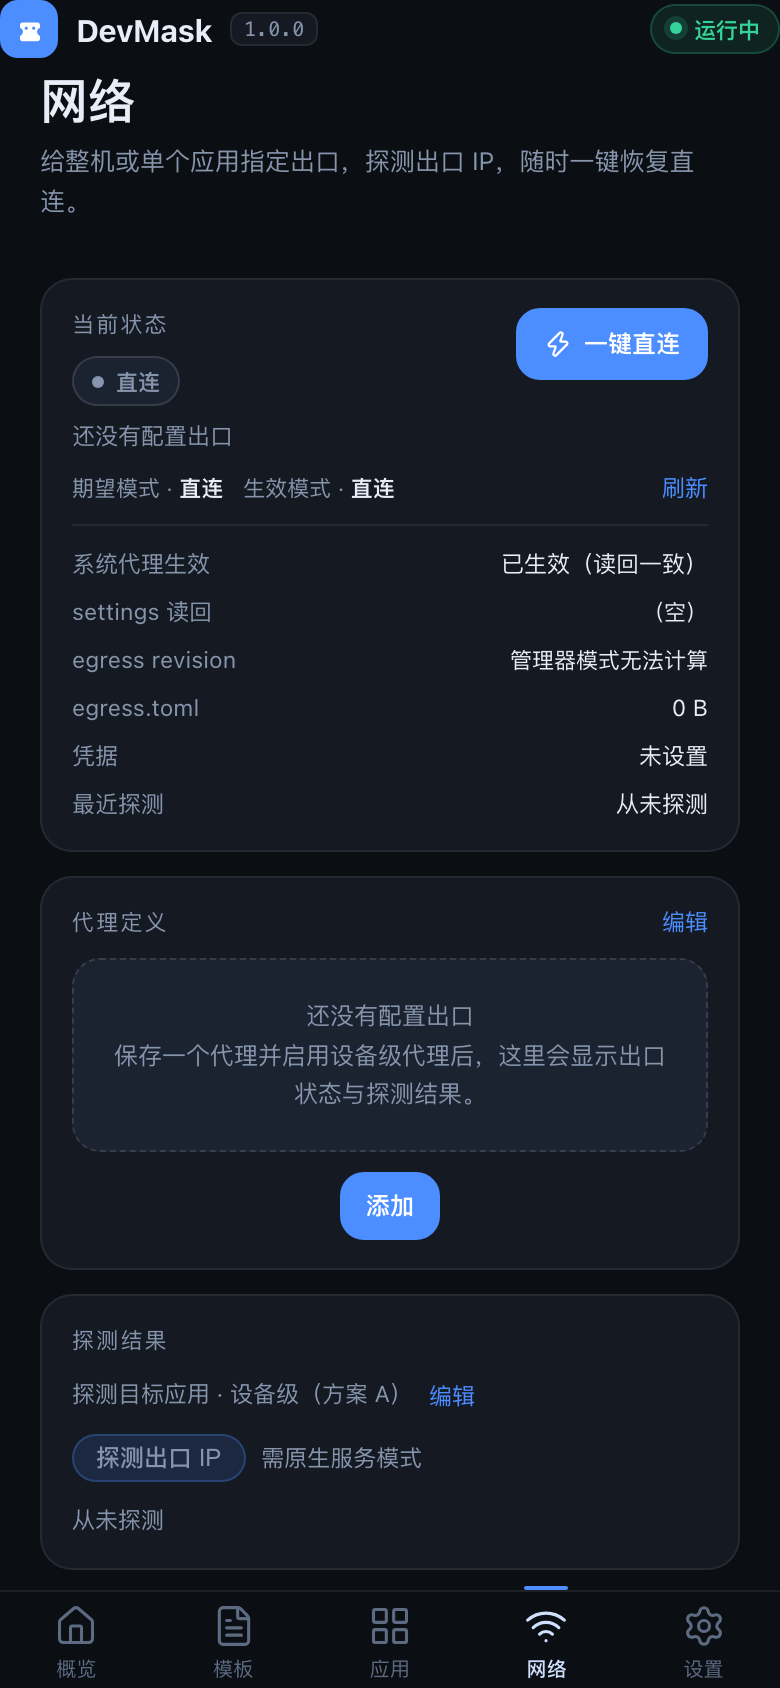 DevMask 1.0.0 运行中
网络
给整机或单个应用指定出口，探测出口 IP，随时一键恢复直
连。
当前状态
一键直连
直连
还没有配置出口
期望模式 · 直连 生效模式 · 直连 刷新
系统代理生效 已生效（读回一致）
settings 读回 （空）
egress revision 管理器模式无法计算
egress.toml 0 B
凭据 未设置
最近探测 从未探测
代理定义 编辑
还没有配置出口
保存一个代理并启用设备级代理后，这里会显示出口
状态与探测结果。
添加
探测结果
探测目标应用 · 设备级（方案 A） 编辑
探测出口 IP 需原生服务模式
从未探测
概览 模板 应用 网络 设置